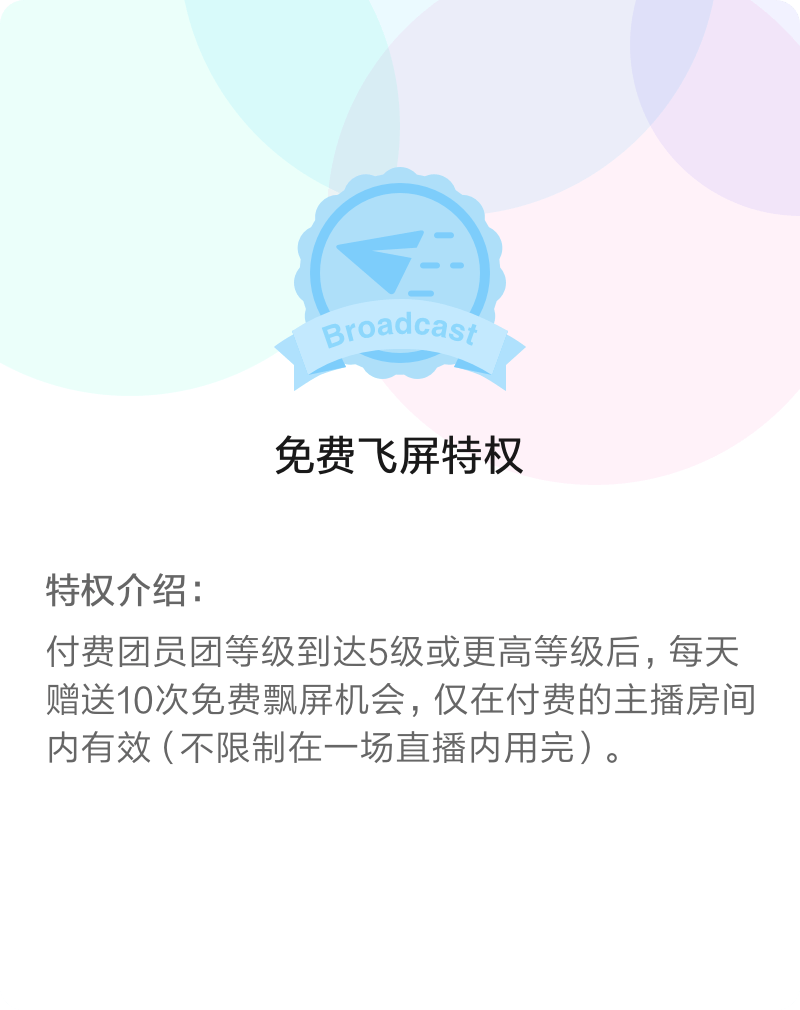 Broadcast
免费飞屏特权
特权介绍：
付费团员团等级到达5级或更高等级后，每天
赠送10次免费飘屏机会，仅在付费的主播房间
内有效（不限制在一场直播内用完）。